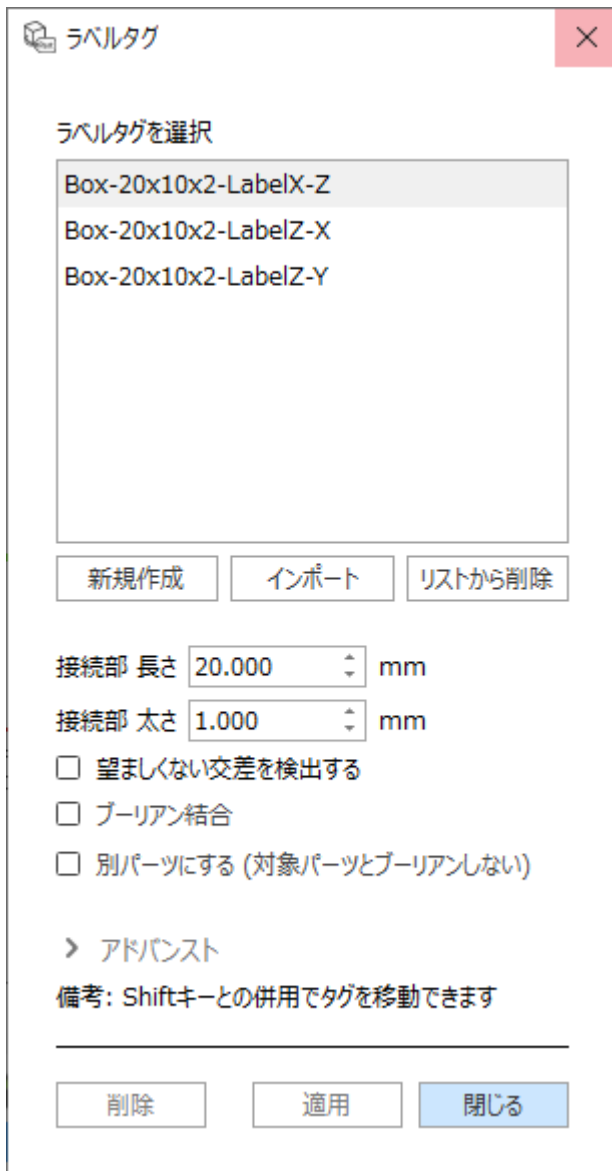 ラベルタグ
ラベルタグを選択
Box-20x10x2-LabelX-Z
Box-20x10x2-LabelZ-X
Box-20x10x2-LabelZ-Y
新規作成 インポート リストから削除
接続部 長さ 20.000 mm
接続部 太さ 1.000 mm
望ましくない交差を検出する
ブーリアン結合
別パーツにする (対象パーツとブーリアンしない)
アドバンスト
備考: Shiftキーとの併用でタグを移動できます
削除 適用 閉じる